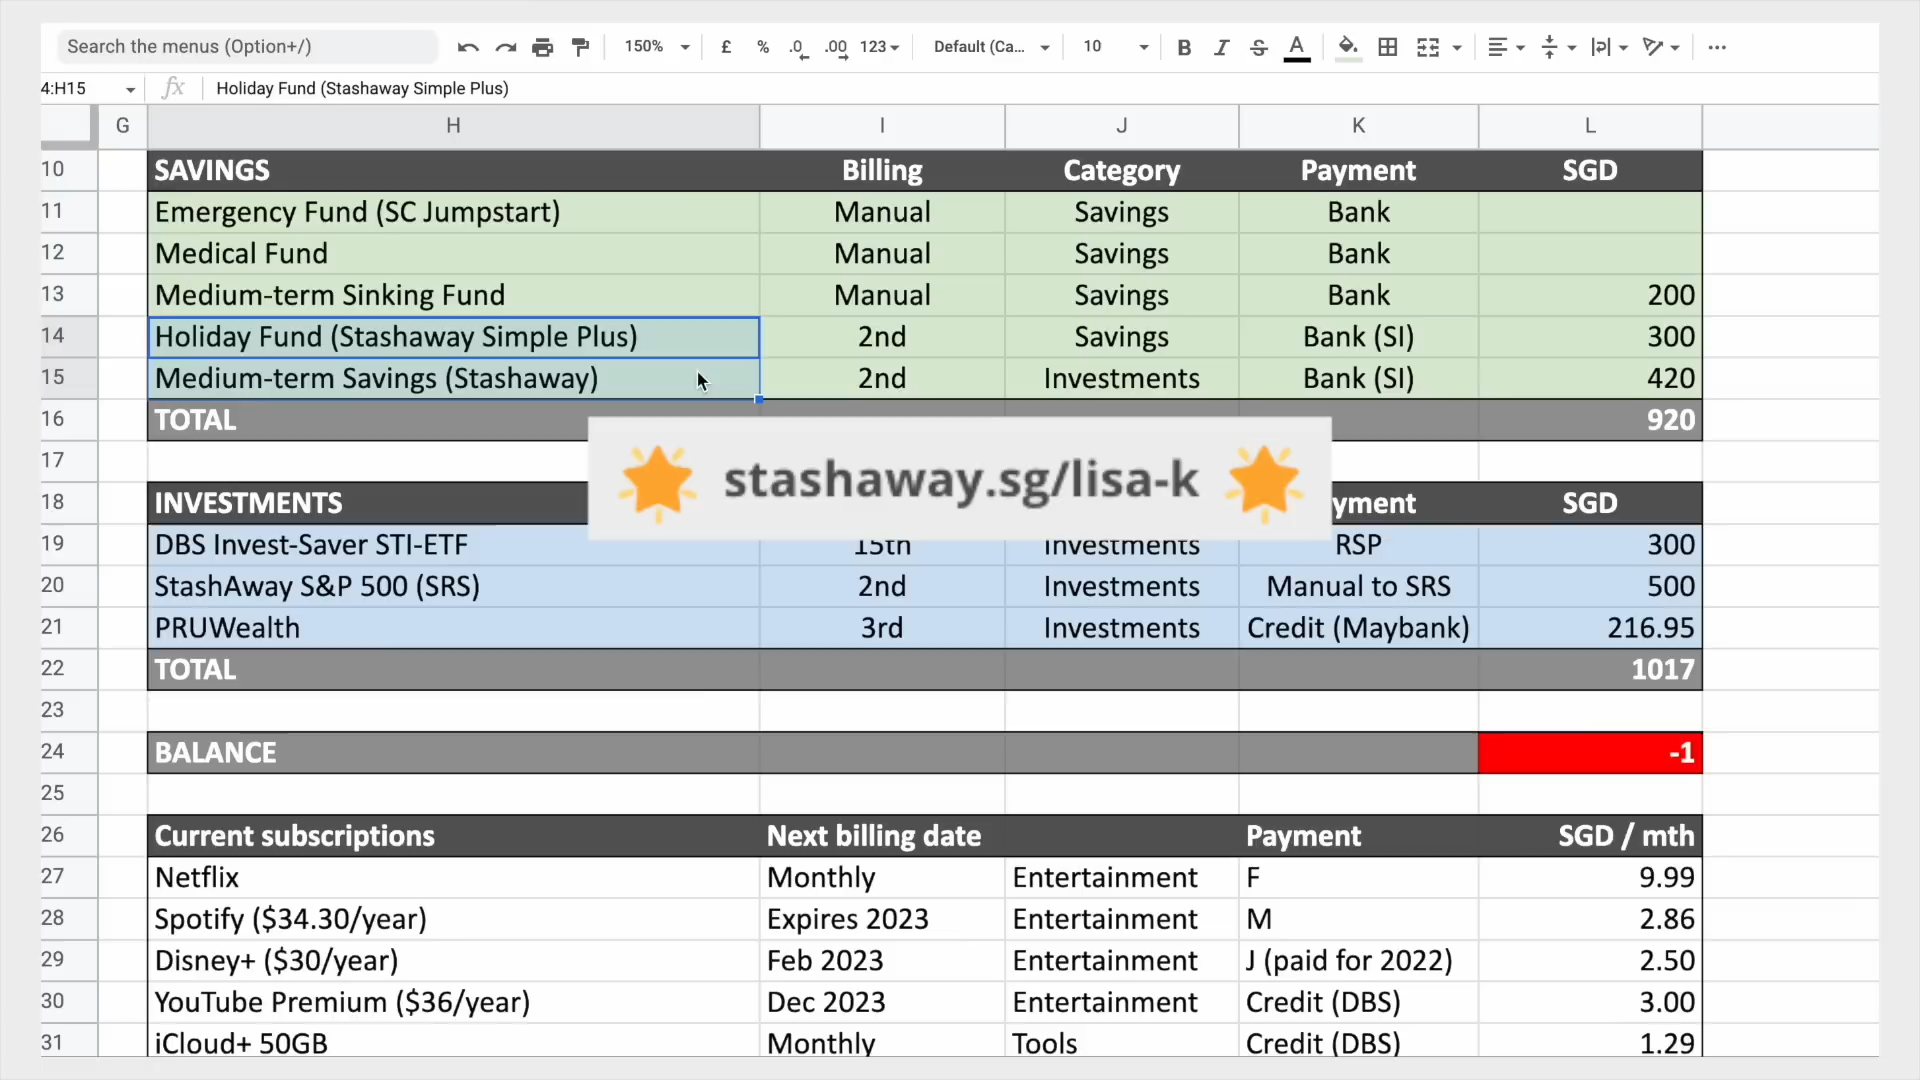 Search the menus (Option+/) 150% £ % .0 .00 123 Default (Ca... 10 B I S A
4:H15 fx Holiday Fund (Stashaway Simple Plus)
G H I J K L
10 SAVINGS Billing Category Payment SGD
11 Emergency Fund (SC Jumpstart) Manual Savings Bank
12 Medical Fund Manual Savings Bank
13 Medium-term Sinking Fund Manual Savings Bank 200
14 Holiday Fund (Stashaway Simple Plus) 2nd Savings Bank (SI) 300
15 Medium-term Savings (Stashaway) 2nd Investments Bank (SI) 420
16 TOTAL 920
17
stashaway.sg/lisa-k
18 INVESTMENTS yment SGD
19 DBS Invest-Saver STI-ETF 15th Investments RSP 300
20 StashAway S&P 500 (SRS) 2nd Investments Manual to SRS 500
21 PRUWealth 3rd Investments Credit (Maybank) 216.95
22 TOTAL 1017
23
24 BALANCE -1
25
26 Current subscriptions Next billing date Payment SGD / mth
27 Netflix Monthly Entertainment F 9.99
28 Spotify ($34.30/year) Expires 2023 Entertainment M 2.86
29 Disney+ ($30/year) Feb 2023 Entertainment J (paid for 2022) 2.50
30 YouTube Premium ($36/year) Dec 2023 Entertainment Credit (DBS) 3.00
31 iCloud+ 50GB Monthly Tools Credit (DBS) 1.29